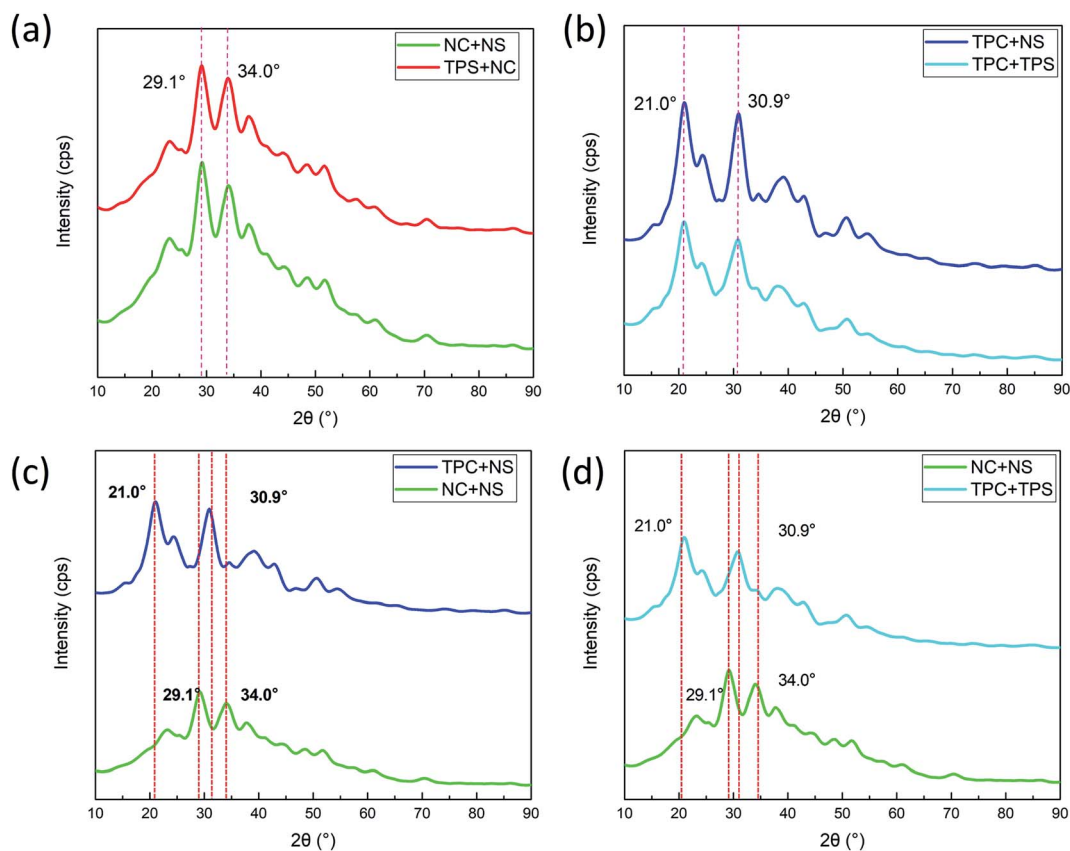 (a)
NC+NS
TPS+NC
29.1°
34.0°
Intensity (cps)
10 20 30 40 50 60 70 80 90
2θ (°)
(b)
TPC+NS
TPC+TPS
21.0°
30.9°
Intensity (cps)
10 20 30 40 50 60 70 80 90
2θ (°)
(c)
TPC+NS
NC+NS
21.0°
30.9°
29.1°
34.0°
Intensity (cps)
10 20 30 40 50 60 70 80 90
2θ (°)
(d)
NC+NS
TPC+TPS
21.0°
30.9°
29.1°
34.0°
Intensity (cps)
10 20 30 40 50 60 70 80 90
2θ (°)